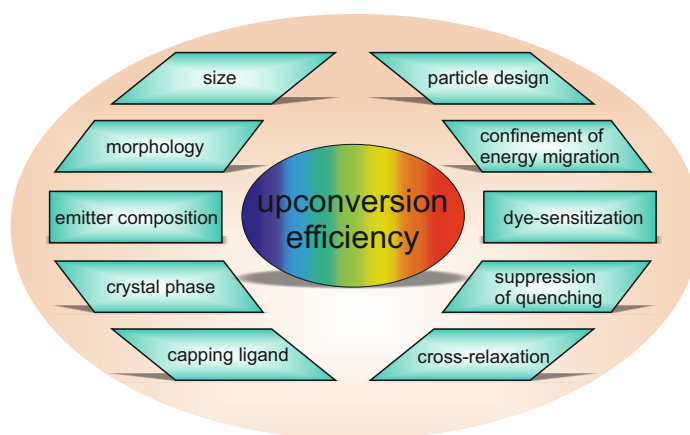 size
particle design
morphology
confinement of
energy migration
upconversion
efficiency
emitter composition
dye-sensitization
crystal phase
suppression
of quenching
capping ligand
cross-relaxation